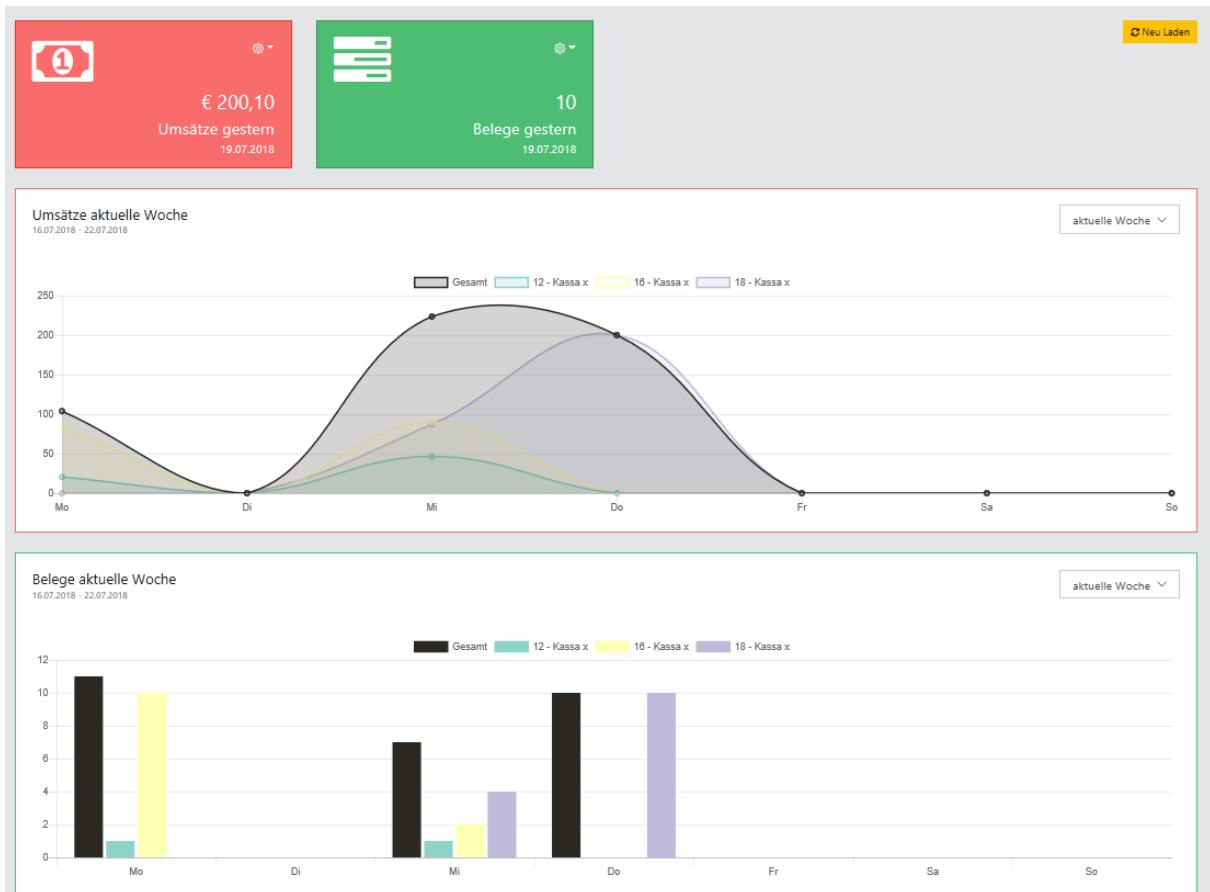 Neu Laden
€ 200,10
Umsätze gestern
19.07.2018
10
Belege gestern
19.07.2018
Umsätze aktuelle Woche
16.07.2018 - 22.07.2018
aktuelle Woche
Gesamt 12 - Kassa x 16 - Kassa x 18 - Kassa x
250
200
150
100
50
0
Mo Di Mi Do Fr Sa So
Belege aktuelle Woche
16.07.2018 - 22.07.2018
aktuelle Woche
Gesamt 12 - Kassa x 16 - Kassa x 18 - Kassa x
12
10
8
6
4
2
0
Mo Di Mi Do Fr Sa So